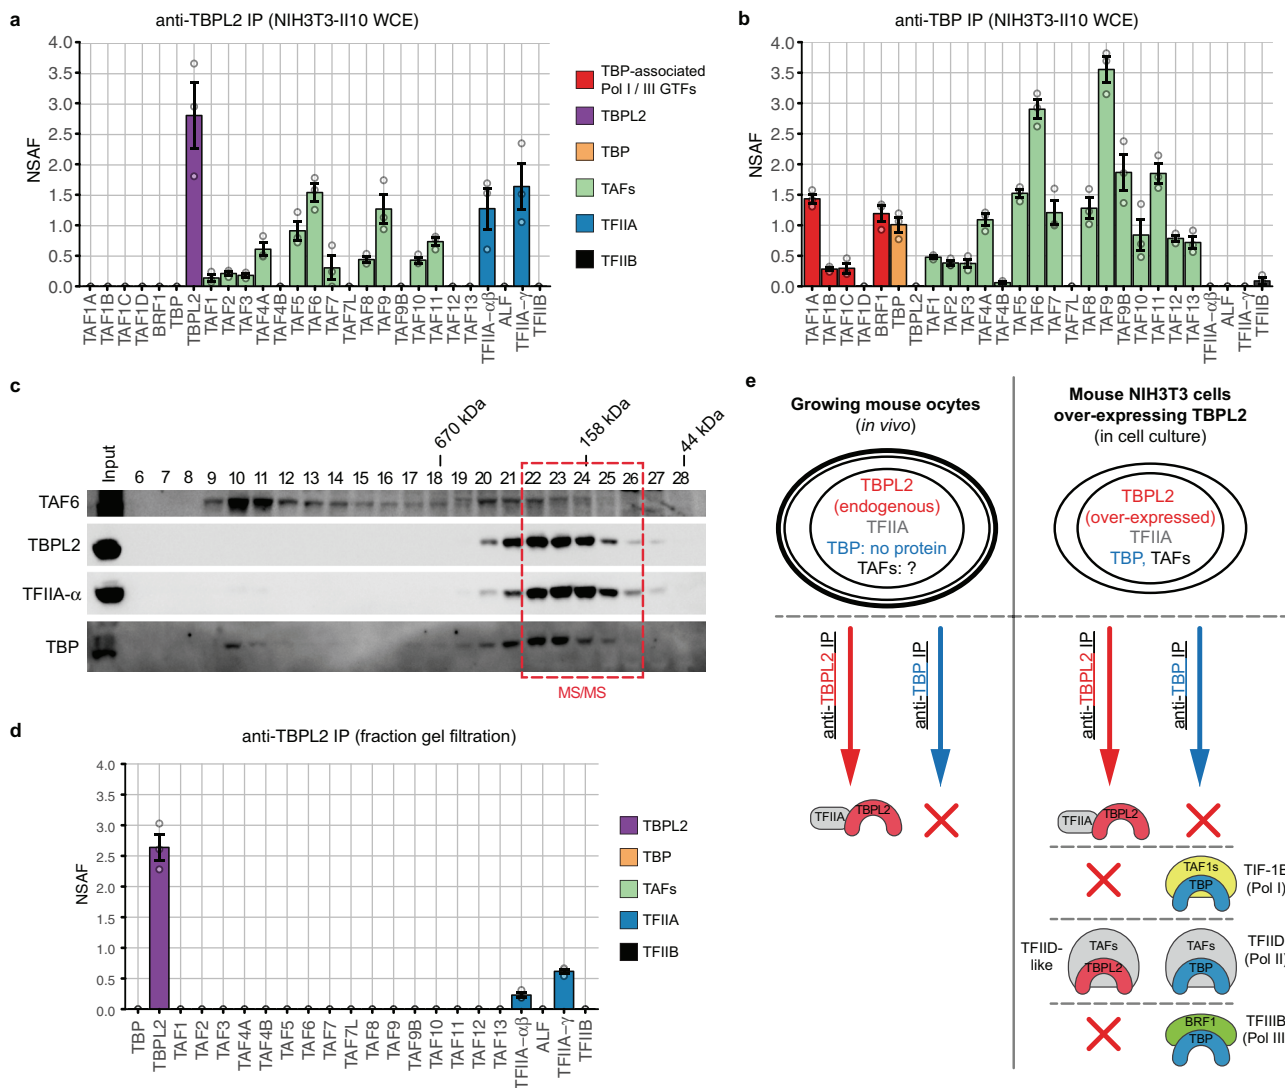 a
anti-TBPL2 IP (NIH3T3-II10 WCE)
NSAF
4.0
3.5
3.0
2.5
2.0
1.5
1.0
0.5
0.0
TAF1A
TAF1B
TAF1C
TAF1D
BRF1
TBP
TBPL2
TAF1
TAF2
TAF3
TAF4A
TAF4B
TAF5
TAF6
TAF7
TAF7L
TAF8
TAF9
TAF9B
TAF10
TAF11
TAF12
TAF13
TFIIA−αβ
ALF
TFIIA−γ
TFIIB
TBP-associated
Pol I / III GTFs
TBPL2
TBP
TAFs
TFIIA
TFIIB
b
anti-TBP IP (NIH3T3-II10 WCE)
NSAF
4.0
3.5
3.0
2.5
2.0
1.5
1.0
0.5
0.0
TAF1A
TAF1B
TAF1C
TAF1D
BRF1
TBP
TBPL2
TAF1
TAF2
TAF3
TAF4A
TAF4B
TAF5
TAF6
TAF7
TAF7L
TAF8
TAF9
TAF9B
TAF10
TAF11
TAF12
TAF13
TFIIA−αβ
ALF
TFIIA−γ
TFIIB
c
670 kDa
158 kDa
44 kDa
Input 6 7 8 9 10 11 12 13 14 15 16 17 18 19 20 21 22 23 24 25 26 27 28
TAF6
TBPL2
TFIIA-α
TBP
MS/MS
d
anti-TBPL2 IP (fraction gel filtration)
NSAF
4.0
3.5
3.0
2.5
2.0
1.5
1.0
0.5
0.0
TBP
TBPL2
TAF1
TAF2
TAF3
TAF4A
TAF4B
TAF5
TAF6
TAF7
TAF7L
TAF8
TAF9
TAF9B
TAF10
TAF11
TAF12
TAF13
TFIIA−αβ
ALF
TFIIA−γ
TFIIB
TBPL2
TBP
TAFs
TFIIA
TFIIB
e
Growing mouse ocytes
(in vivo)
TBPL2
(endogenous)
TFIIA
TBP: no protein
TAFs: ?
anti-TBPL2 IP
anti-TBP IP
TFIIA
TBPL2
Mouse NIH3T3 cells
over-expressing TBPL2
(in cell culture)
TBPL2
(over-expressed)
TFIIA
TBP, TAFs
anti-TBPL2 IP
anti-TBP IP
TFIIA
TBPL2
TAF1s
TBP
TIF-1B
(Pol I)
TFIID-
like
TAFs
TBPL2
TAFs
TBP
TFIID
(Pol II)
BRF1
TBP
TFIIIB
(Pol III